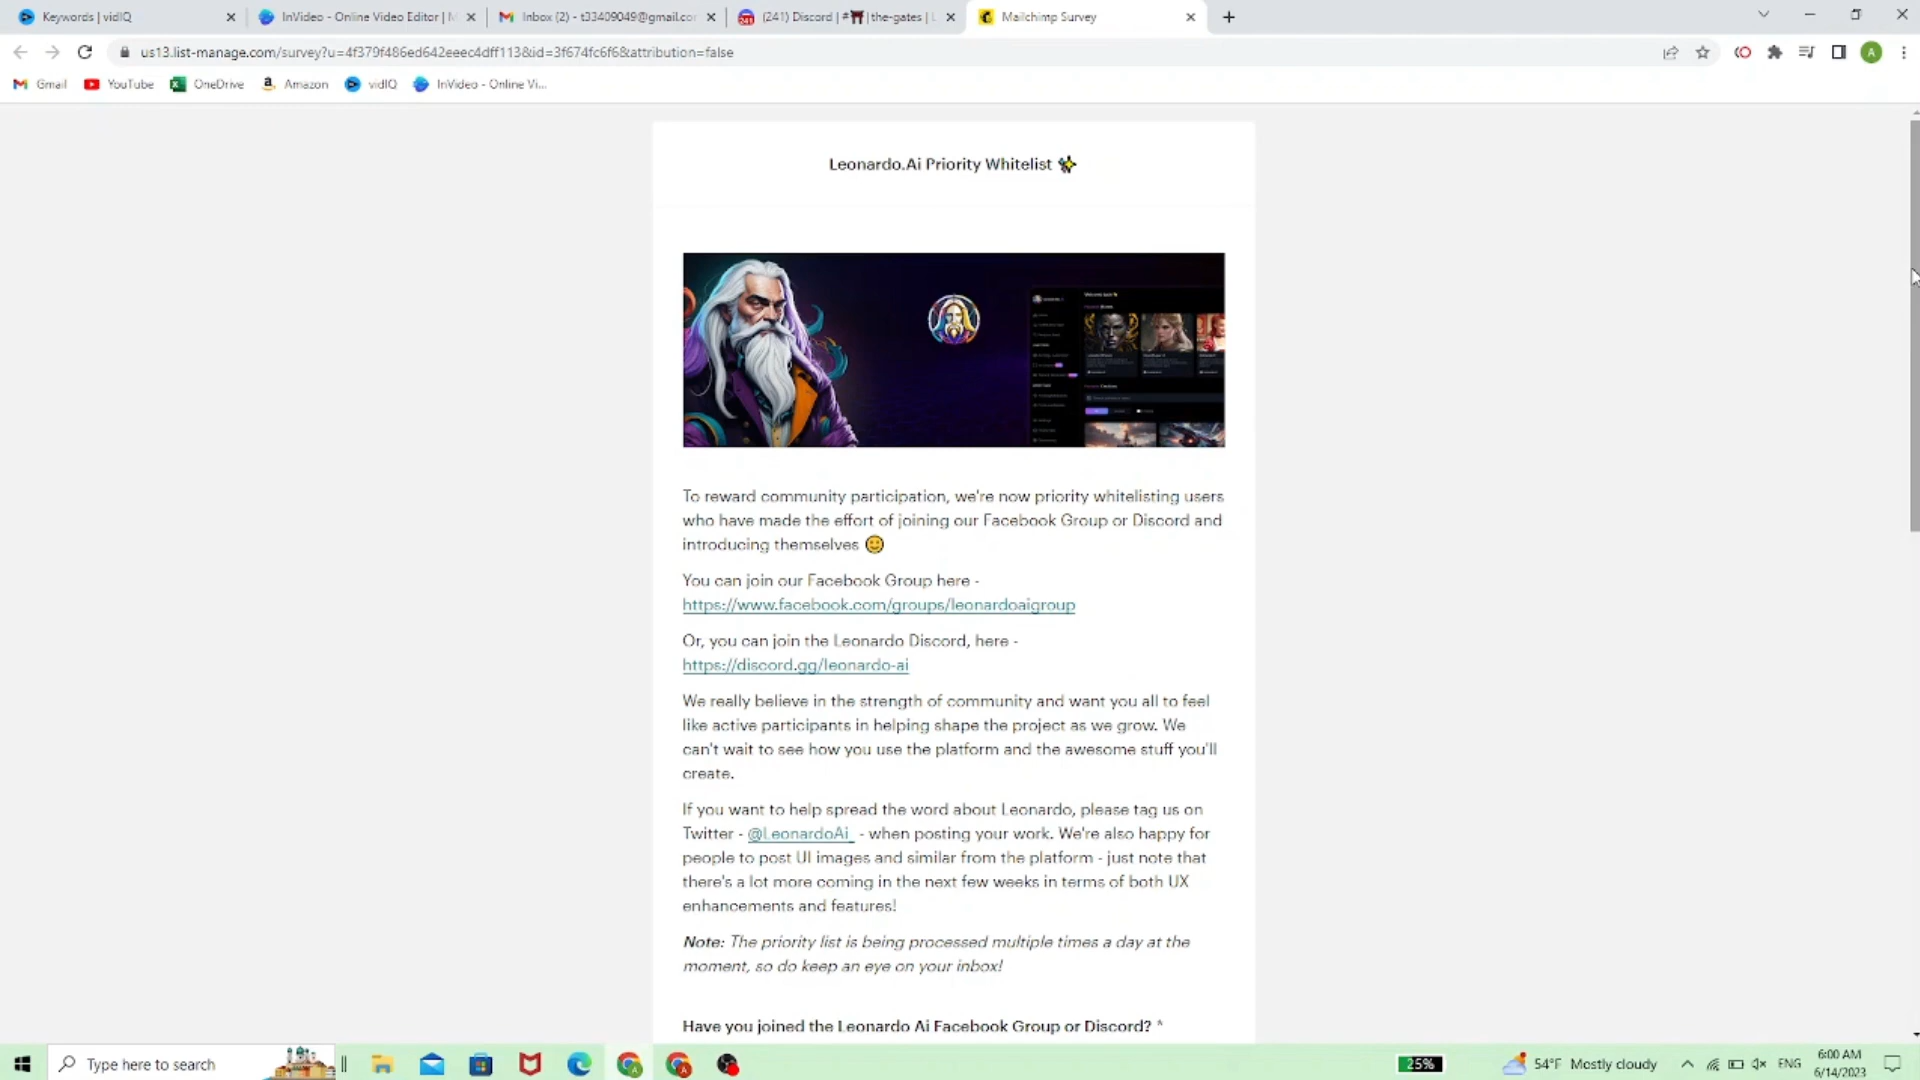 Keywords | vidIQ
InVideo - Online Video Editor | M
Inbox (2) - t33409049@gmail.con
(241) Discord | #⛩️|the-gates | L
Mailchimp Survey
us13.list-manage.com/survey?u=4f379f486ed642eeec4dff113&id=3f674fc6f6&attribution=false
A
Gmail
YouTube
OneDrive
Amazon
vidIQ
InVideo - Online Vi...
Leonardo.Ai Priority Whitelist ✨
To reward community participation, we're now priority whitelisting users
who have made the effort of joining our Facebook Group or Discord and
introducing themselves 🙂
You can join our Facebook Group here -
https://www.facebook.com/groups/leonardoaigroup
Or, you can join the Leonardo Discord, here -
https://discord.gg/leonardo-ai
We really believe in the strength of community and want you all to feel
like active participants in helping shape the project as we grow. We
can't wait to see how you use the platform and the awesome stuff you'll
create.
If you want to help spread the word about Leonardo, please tag us on
Twitter - @LeonardoAi_ - when posting your work. We're also happy for
people to post UI images and similar from the platform - just note that
there's a lot more coming in the next few weeks in terms of both UX
enhancements and features!
Note: The priority list is being processed multiple times a day at the
moment, so do keep an eye on your inbox!
Have you joined the Leonardo Ai Facebook Group or Discord? *
Type here to search
25%
54°F Mostly cloudy
ENG
6:00 AM
6/14/2023